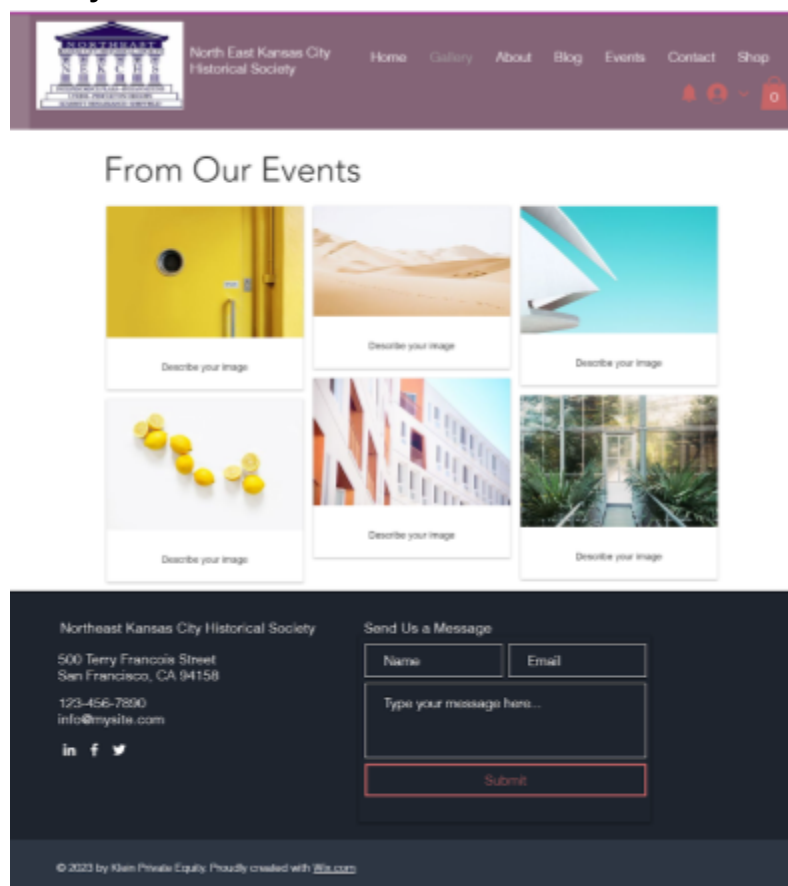 NORTHEAST
North East Kansas City
Historical Society
Home Gallery About Blog Events Contact Shop
0
From Our Events
Describe your image
Describe your image
Describe your image
Describe your image
Describe your image
Describe your image
Northeast Kansas City Historical Society
500 Terry Francois Street
San Francisco, CA 94158
123-456-7890
info@mysite.com
Send Us a Message
Name Email
Type your message here...
Submit
© 2023 by Klein Private Equity. Proudly created with Wix.com